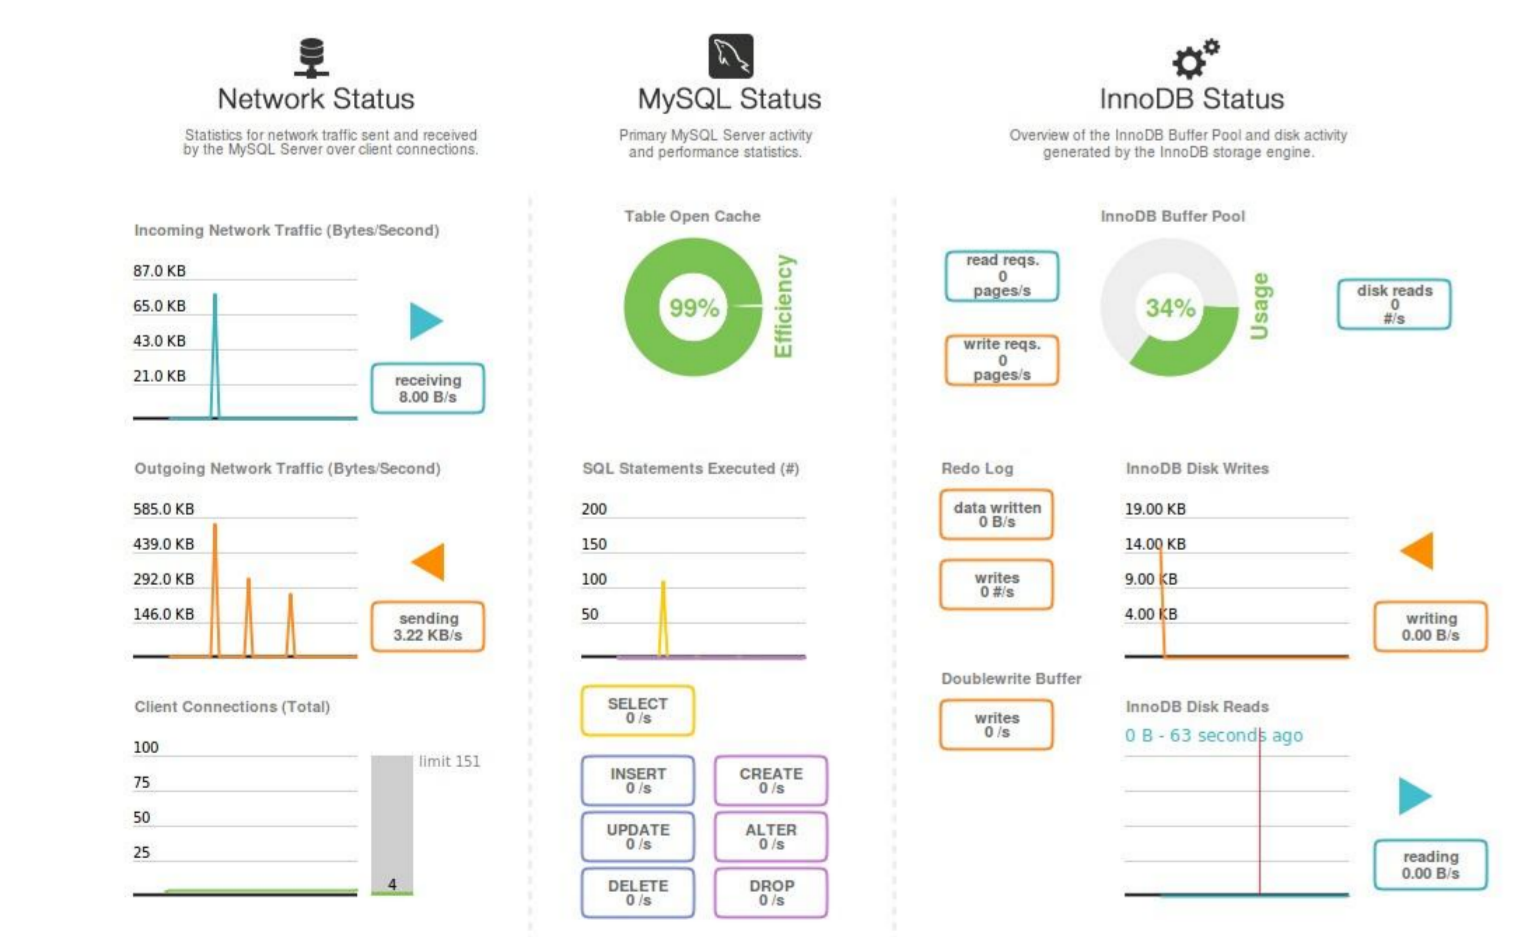 Network Status
Statistics for network traffic sent and received
by the MySQL Server over client connections.
Incoming Network Traffic (Bytes/Second)
87.0 KB
65.0 KB
43.0 KB
21.0 KB
receiving
8.00 B/s
Outgoing Network Traffic (Bytes/Second)
585.0 KB
439.0 KB
292.0 KB
146.0 KB
sending
3.22 KB/s
Client Connections (Total)
100
75
50
25
limit 151
4
MySQL Status
Primary MySQL Server activity
and performance statistics.
Table Open Cache
99%
Efficiency
SQL Statements Executed (#)
200
150
100
50
SELECT
0 /s
INSERT
0 /s
CREATE
0 /s
UPDATE
0 /s
ALTER
0 /s
DELETE
0 /s
DROP
0 /s
InnoDB Status
Overview of the InnoDB Buffer Pool and disk activity
generated by the InnoDB storage engine.
InnoDB Buffer Pool
read reqs.
0
pages/s
write reqs.
0
pages/s
34%
Usage
disk reads
0
#/s
Redo Log
data written
0 B/s
writes
0 #/s
Doublewrite Buffer
writes
0 /s
InnoDB Disk Writes
19.00 KB
14.00 KB
9.00 KB
4.00 KB
writing
0.00 B/s
InnoDB Disk Reads
0 B - 63 seconds ago
reading
0.00 B/s